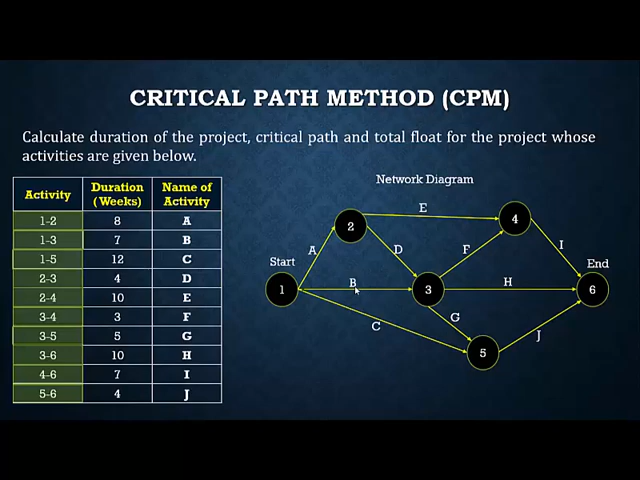 CRITICAL PATH METHOD (CPM)
Calculate duration of the project, critical path and total float for the project whose
activities are given below.
Activity Duration (Weeks) Name of Activity
1-2 8 A
1-3 7 B
1-5 12 C
2-3 4 D
2-4 10 E
3-4 3 F
3-5 5 G
3-6 10 H
4-6 7 I
5-6 4 J
Network Diagram
E
2
4
A
D
F
I
Start
End
B
H
1
3
6
G
C
J
5